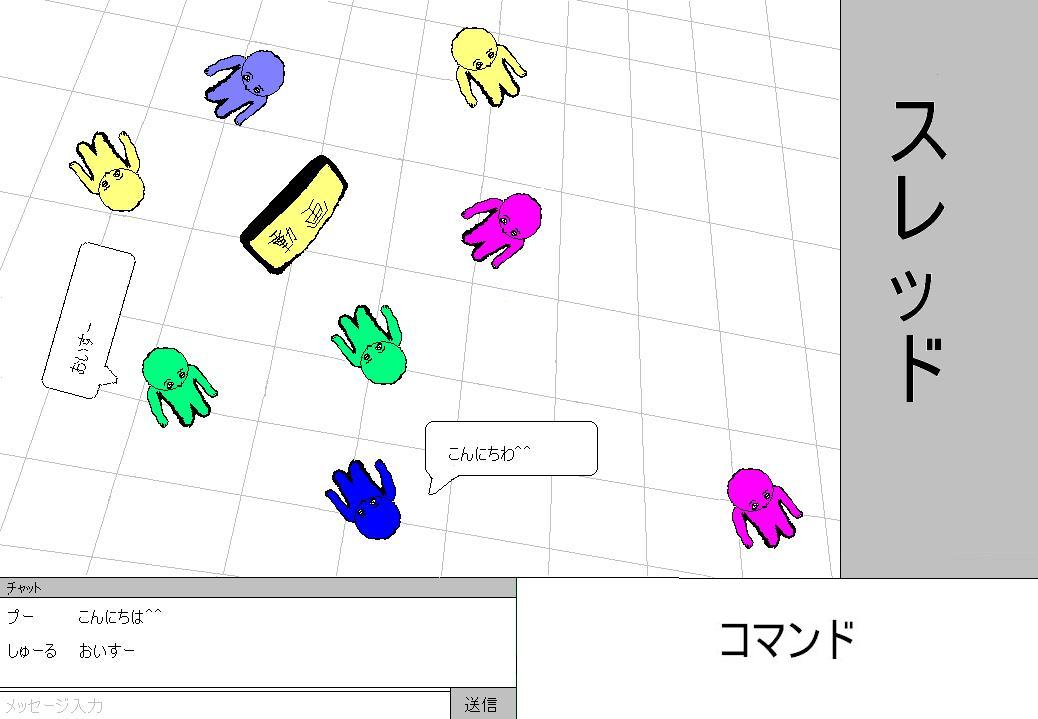 動画
スレッド
おいすー
こんにちわ^^
チャット
プー こんにちは^^
しゅーる おいすー
メッセージ入力
送信
コマンド